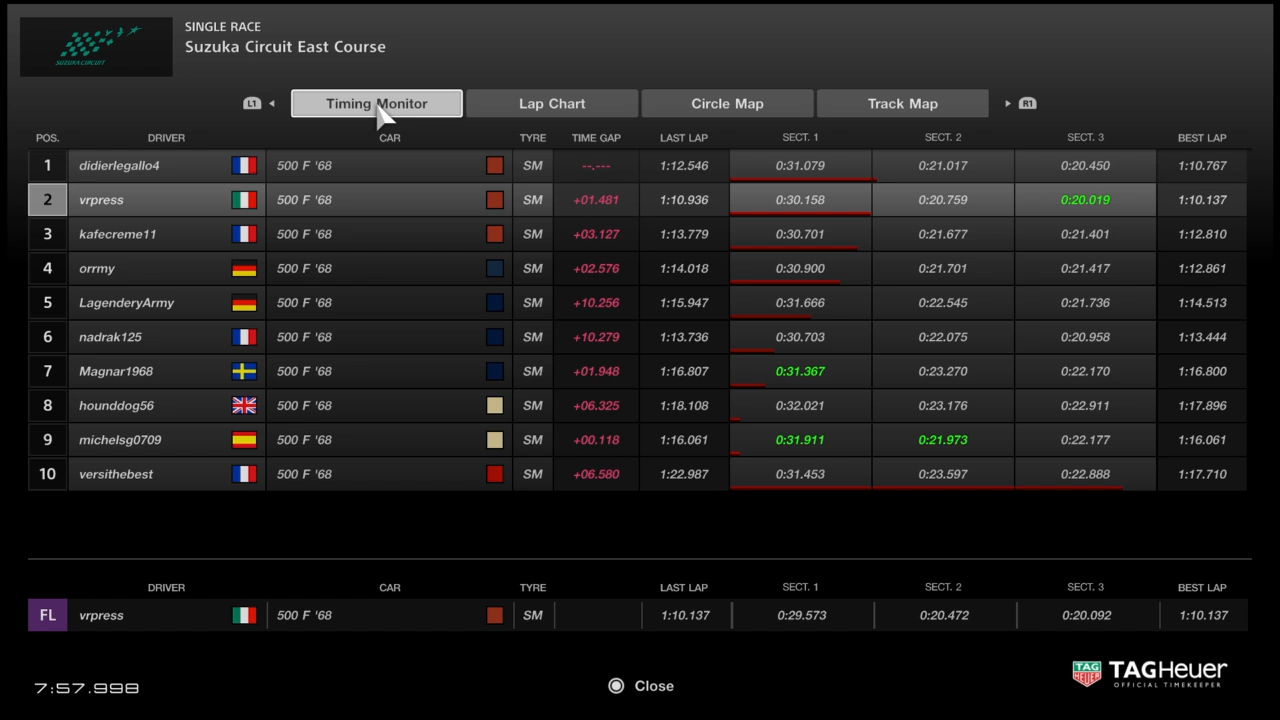 SINGLE RACE
Suzuka Circuit East Course
SUZUKA CIRCUIT
L1 Timing Monitor Lap Chart Circle Map Track Map R1
POS. DRIVER CAR TYRE TIME GAP LAST LAP SECT. 1 SECT. 2 SECT. 3 BEST LAP
1 didierlegallo4 500 F '68 SM --.--- 1:12.546 0:31.079 0:21.017 0:20.450 1:10.767
2 vrpress 500 F '68 SM +01.481 1:10.936 0:30.158 0:20.759 0:20.019 1:10.137
3 kafecreme11 500 F '68 SM +03.127 1:13.779 0:30.701 0:21.677 0:21.401 1:12.810
4 orrmy 500 F '68 SM +02.576 1:14.018 0:30.900 0:21.701 0:21.417 1:12.861
5 LagenderyArmy 500 F '68 SM +10.256 1:15.947 0:31.666 0:22.545 0:21.736 1:14.513
6 nadrak125 500 F '68 SM +10.279 1:13.736 0:30.703 0:22.075 0:20.958 1:13.444
7 Magnar1968 500 F '68 SM +01.948 1:16.807 0:31.367 0:23.270 0:22.170 1:16.800
8 hounddog56 500 F '68 SM +06.325 1:18.108 0:32.021 0:23.176 0:22.911 1:17.896
9 michelsg0709 500 F '68 SM +00.118 1:16.061 0:31.911 0:21.973 0:22.177 1:16.061
10 versithebest 500 F '68 SM +06.580 1:22.987 0:31.453 0:23.597 0:22.888 1:17.710
DRIVER CAR TYRE LAST LAP SECT. 1 SECT. 2 SECT. 3 BEST LAP
FL vrpress 500 F '68 SM 1:10.137 0:29.573 0:20.472 0:20.092 1:10.137
7:57.998
Close
TAG HEUER TAGHeuer
OFFICIAL TIMEKEEPER